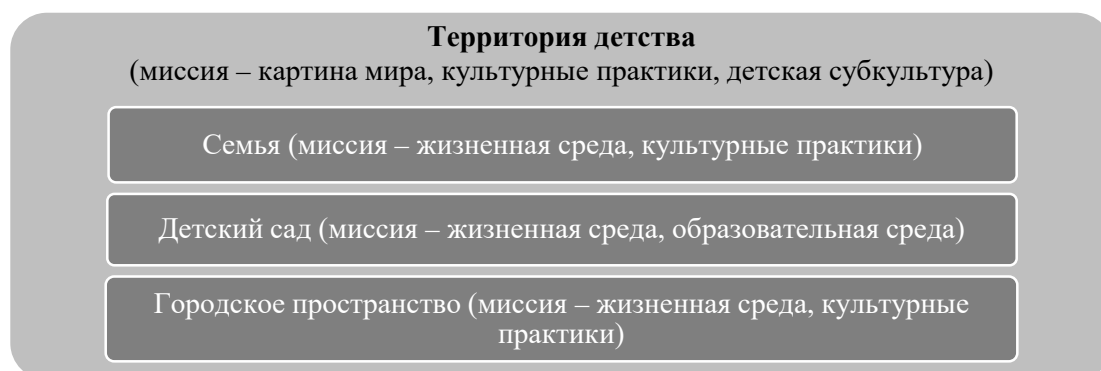 Территория детства
(миссия – картина мира, культурные практики, детская субкультура)
Семья (миссия – жизненная среда, культурные практики)
Детский сад (миссия – жизненная среда, образовательная среда)
Городское пространство (миссия – жизненная среда, культурные
практики)